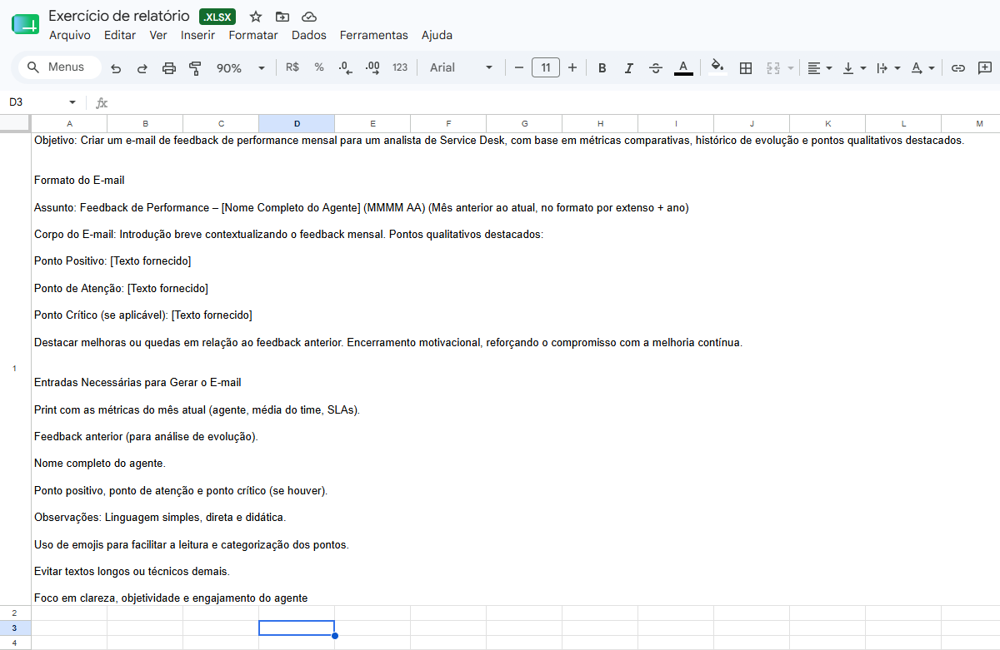 Exercício de relatório .XLSX
Arquivo Editar Ver Inserir Formatar Dados Ferramentas Ajuda
Menus 90% R$ % .0 .00 123 Arial 11 B I A A
D3 fx
A B C D E F G H I J K L M
Objetivo: Criar um e-mail de feedback de performance mensal para um analista de Service Desk, com base em métricas comparativas, histórico de evolução e pontos qualitativos destacados.
Formato do E-mail
Assunto: Feedback de Performance – [Nome Completo do Agente] (MMMM AA) (Mês anterior ao atual, no formato por extenso + ano)
Corpo do E-mail: Introdução breve contextualizando o feedback mensal. Pontos qualitativos destacados:
Ponto Positivo: [Texto fornecido]
Ponto de Atenção: [Texto fornecido]
Ponto Crítico (se aplicável): [Texto fornecido]
Destacar melhoras ou quedas em relação ao feedback anterior. Encerramento motivacional, reforçando o compromisso com a melhoria contínua.
1
Entradas Necessárias para Gerar o E-mail
Print com as métricas do mês atual (agente, média do time, SLAs).
Feedback anterior (para análise de evolução).
Nome completo do agente.
Ponto positivo, ponto de atenção e ponto crítico (se houver).
Observações: Linguagem simples, direta e didática.
Uso de emojis para facilitar a leitura e categorização dos pontos.
Evitar textos longos ou técnicos demais.
Foco em clareza, objetividade e engajamento do agente
2
3
4